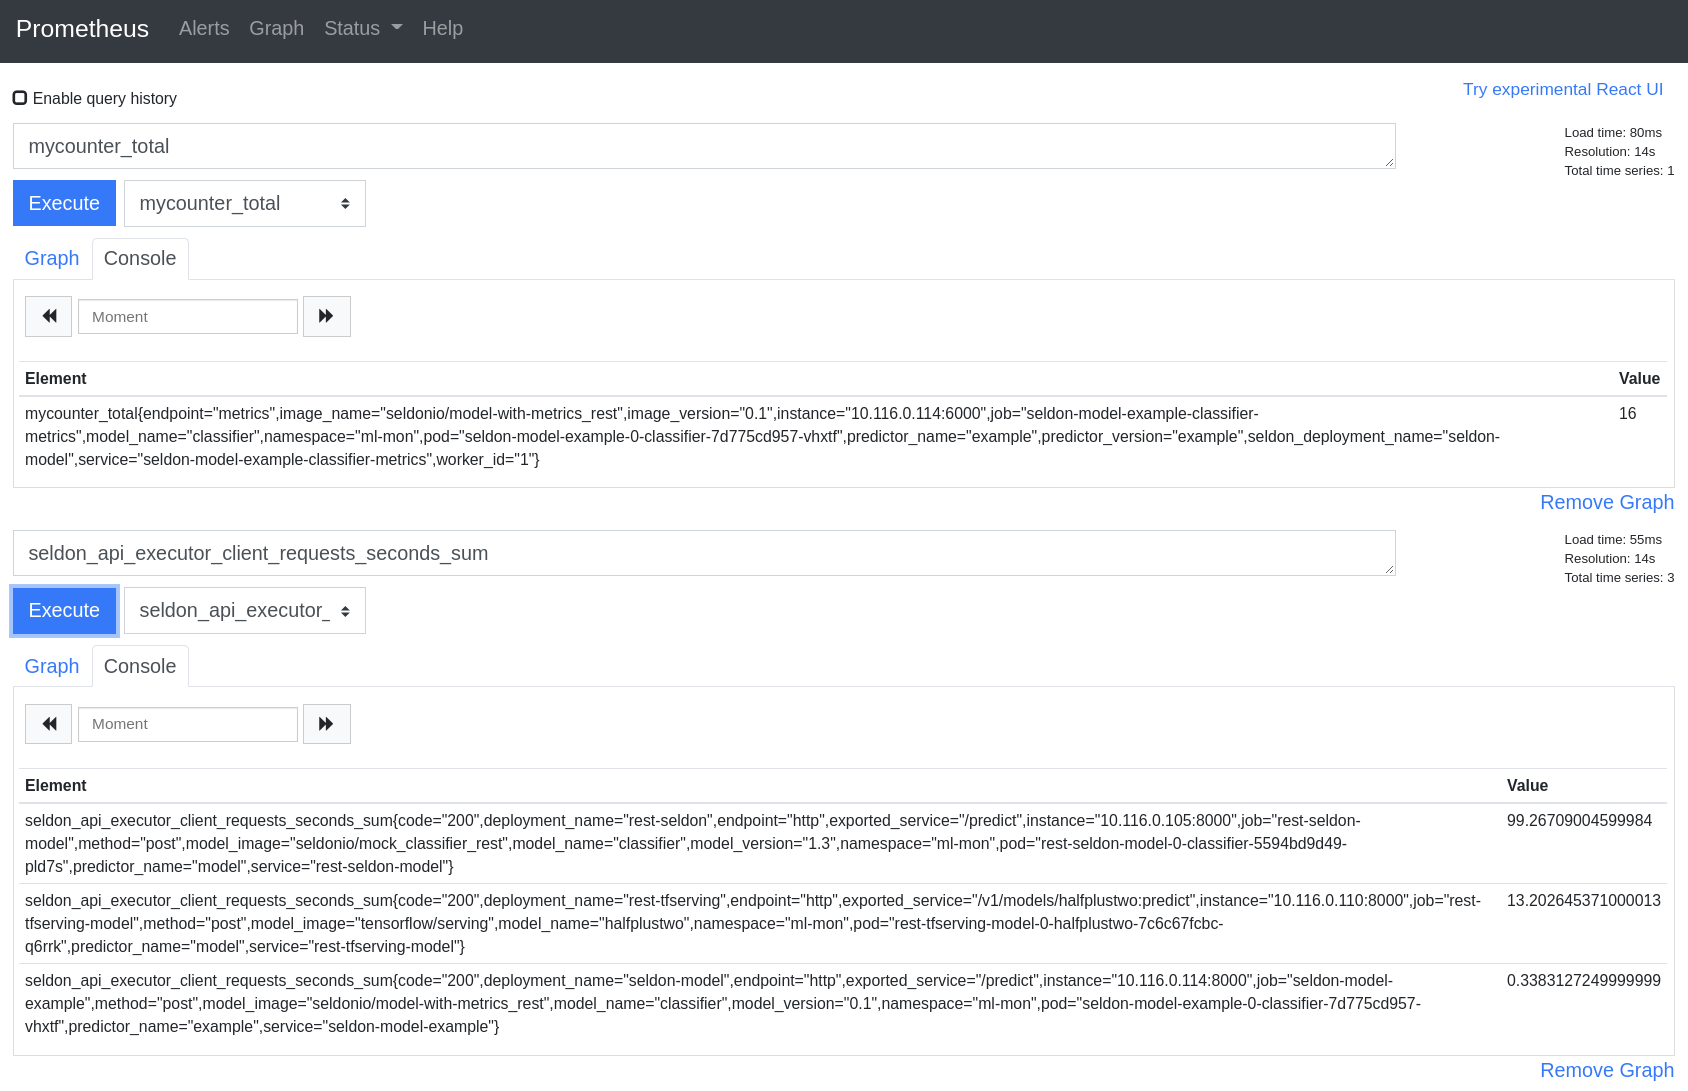 Prometheus Alerts Graph Status Help
Try experimental React UI
Enable query history
mycounter_total
Load time: 80ms
Resolution: 14s
Total time series: 1
Execute mycounter_total
Graph Console
Moment
Element Value
mycounter_total{endpoint="metrics",image_name="seldonio/model-with-metrics_rest",image_version="0.1",instance="10.116.0.114:6000",job="seldon-model-example-classifier- 16
metrics",model_name="classifier",namespace="ml-mon",pod="seldon-model-example-0-classifier-7d775cd957-vhxtf",predictor_name="example",predictor_version="example",seldon_deployment_name="seldon-
model",service="seldon-model-example-classifier-metrics",worker_id="1"}
Remove Graph
seldon_api_executor_client_requests_seconds_sum
Load time: 55ms
Resolution: 14s
Total time series: 3
Execute seldon_api_executor_
Graph Console
Moment
Element Value
seldon_api_executor_client_requests_seconds_sum{code="200",deployment_name="rest-seldon",endpoint="http",exported_service="/predict",instance="10.116.0.105:8000",job="rest-seldon- 99.26709004599984
model",method="post",model_image="seldonio/mock_classifier_rest",model_name="classifier",model_version="1.3",namespace="ml-mon",pod="rest-seldon-model-0-classifier-5594bd9d49-
pld7s",predictor_name="model",service="rest-seldon-model"}
seldon_api_executor_client_requests_seconds_sum{code="200",deployment_name="rest-tfserving",endpoint="http",exported_service="/v1/models/halfplustwo:predict",instance="10.116.0.110:8000",job="rest- 13.202645371000013
tfserving-model",method="post",model_image="tensorflow/serving",model_name="halfplustwo",namespace="ml-mon",pod="rest-tfserving-model-0-halfplustwo-7c6c67fcbc-
q6rrk",predictor_name="model",service="rest-tfserving-model"}
seldon_api_executor_client_requests_seconds_sum{code="200",deployment_name="seldon-model",endpoint="http",exported_service="/predict",instance="10.116.0.114:8000",job="seldon-model- 0.3383127249999999
example",method="post",model_image="seldonio/model-with-metrics_rest",model_name="classifier",model_version="0.1",namespace="ml-mon",pod="seldon-model-example-0-classifier-7d775cd957-
vhxtf",predictor_name="example",service="seldon-model-example"}
Remove Graph